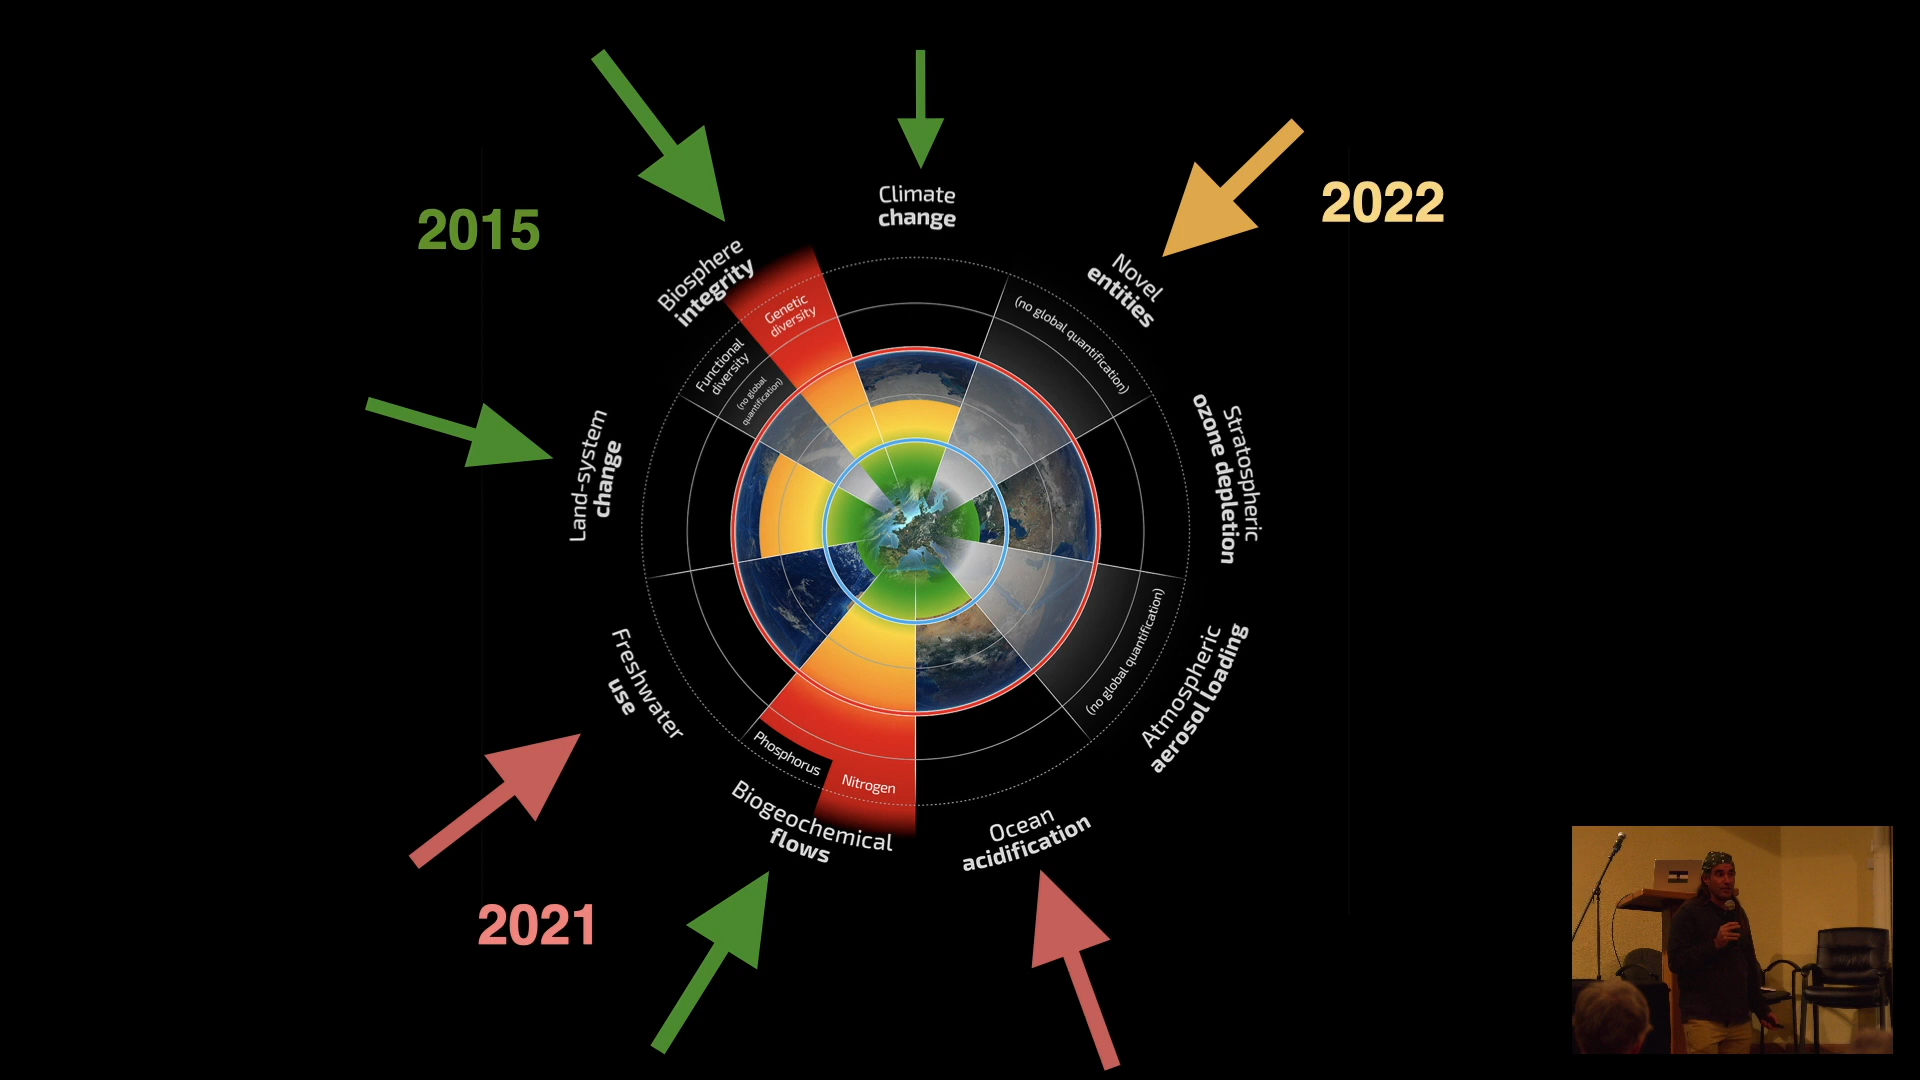 Climate
change
2022
2015
Novel
entities
(no global quantification)
Biosphere
integrity
Genetic
diversity
Functional
diversity
(no global
quantification)
Stratospheric
ozone depletion
Land-system
change
(no global quantification)
Atmospheric
aerosol loading
Freshwater
use
Phosphorus
Nitrogen
Biogeochemical
flows
Ocean
acidification
2021
H